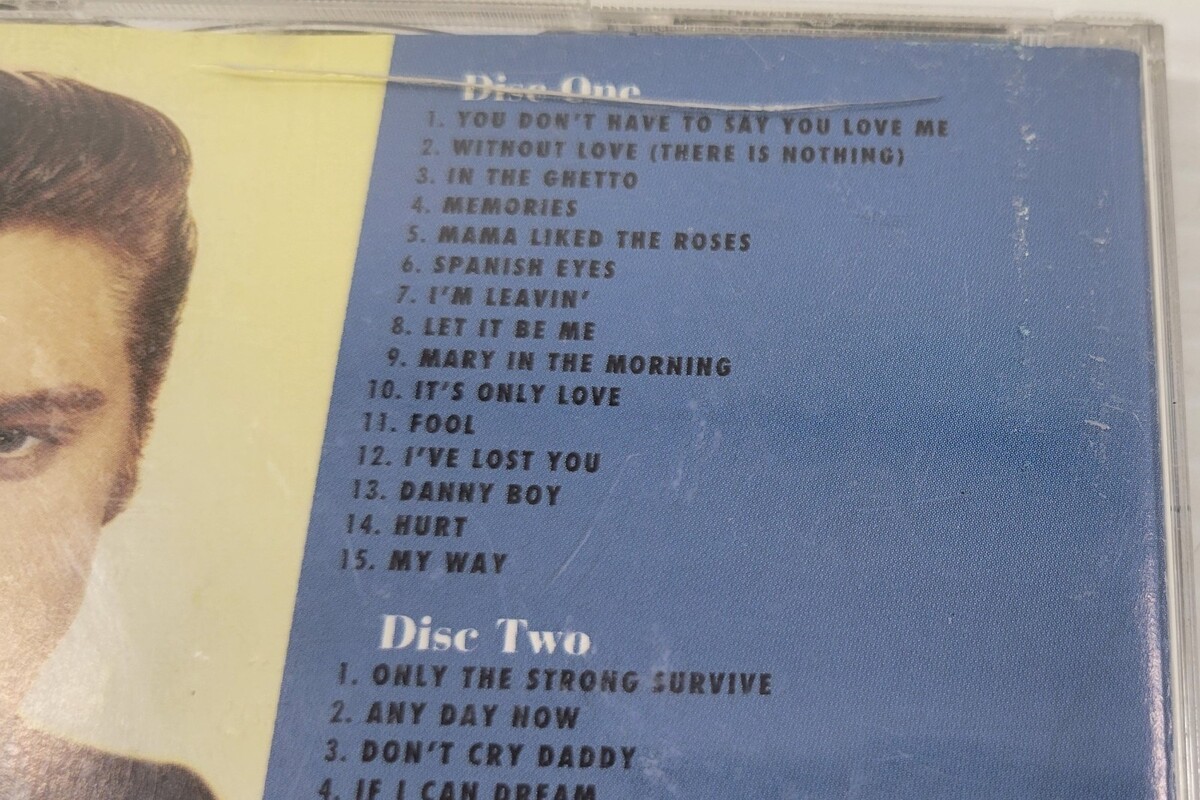 Disc One
1. YOU DON'T HAVE TO SAY YOU LOVE ME
2. WITHOUT LOVE (THERE IS NOTHING)
3. IN THE GHETTO
4. MEMORIES
5. MAMA LIKED THE ROSES
6. SPANISH EYES
7. I'M LEAVIN'
8. LET IT BE ME
9. MARY IN THE MORNING
10. IT'S ONLY LOVE
11. FOOL
12. I'VE LOST YOU
13. DANNY BOY
14. HURT
15. MY WAY
Disc Two
1. ONLY THE STRONG SURVIVE
2. ANY DAY NOW
3. DON'T CRY DADDY
4. IF I CAN DREAM